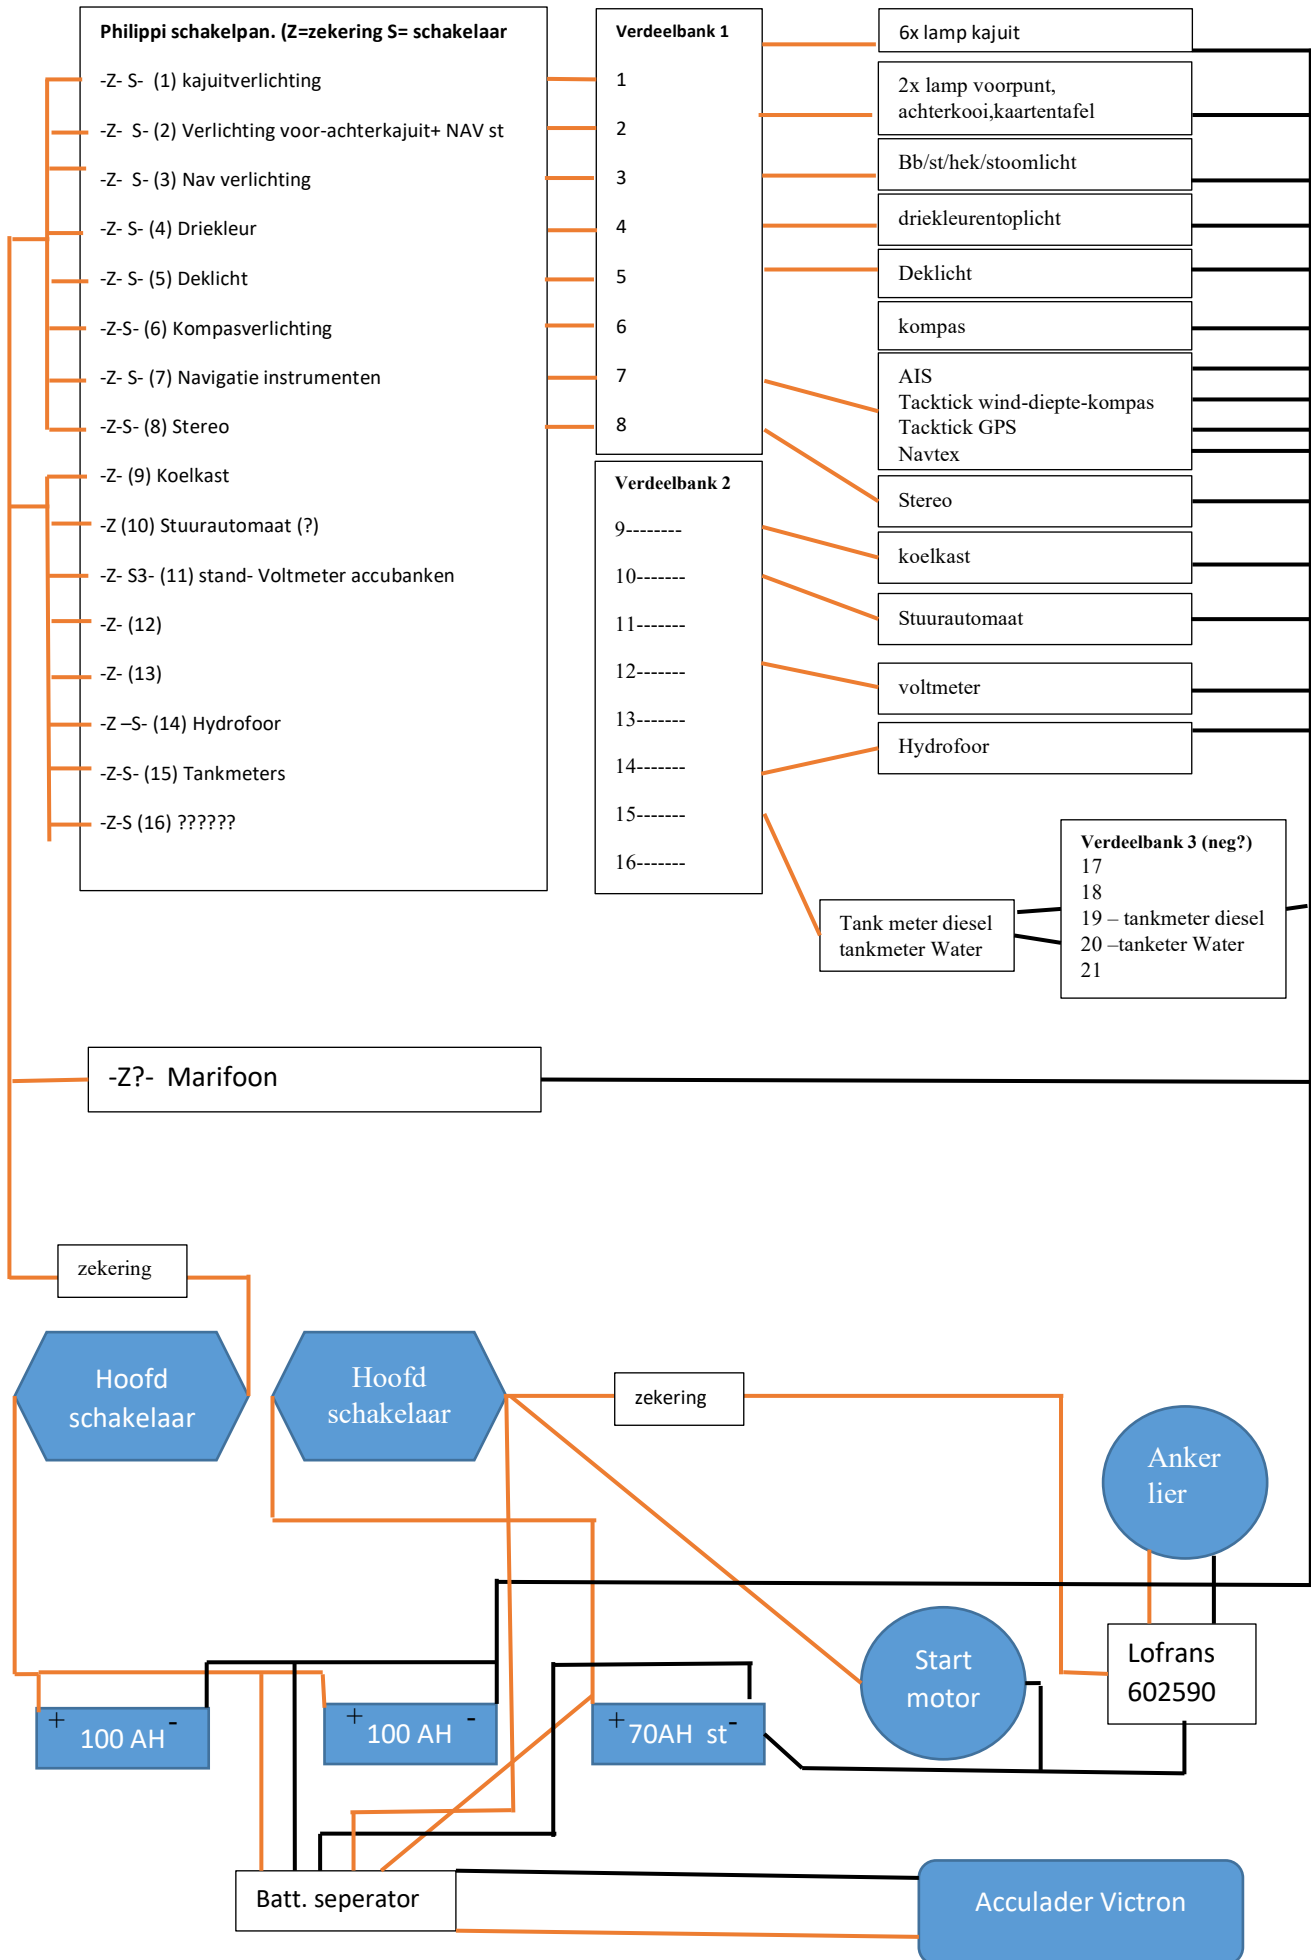 Philippi schakelpan. (Z=zekering S= schakelaar
-Z- S- (1) kajuitverlichting
-Z- S- (2) Verlichting voor-achterkajuit+ NAV st
-Z- S- (3) Nav verlichting
-Z- S- (4) Driekleur
-Z- S- (5) Deklicht
-Z-S- (6) Kompasverlichting
-Z- S- (7) Navigatie instrumenten
-Z-S- (8) Stereo
-Z- (9) Koelkast
-Z (10) Stuurautomaat (?)
-Z- S3- (11) stand- Voltmeter accubanken
-Z- (12)
-Z- (13)
-Z –S- (14) Hydrofoor
-Z-S- (15) Tankmeters
-Z-S (16) ??????
Verdeelbank 1
1
2
3
4
5
6
7
8
Verdeelbank 2
9--------
10-------
11-------
12-------
13-------
14-------
15-------
16-------
6x lamp kajuit
2x lamp voorpunt,
achterkooi,kaartentafel
Bb/st/hek/stoomlicht
driekleurentoplicht
Deklicht
kompas
AIS
Tacktick wind-diepte-kompas
Tacktick GPS
Navtex
Stereo
koelkast
Stuurautomaat
voltmeter
Hydrofoor
Tank meter diesel
tankmeter Water
Verdeelbank 3 (neg?)
17
18
19 – tankmeter diesel
20 –tanketer Water
21
-Z?- Marifoon
zekering
Hoofd
schakelaar
Hoofd
schakelaar
zekering
Anker
lier
Start
motor
Lofrans
602590
+ 100 AH -
+ 100 AH -
+ 70AH st -
Batt. seperator
Acculader Victron